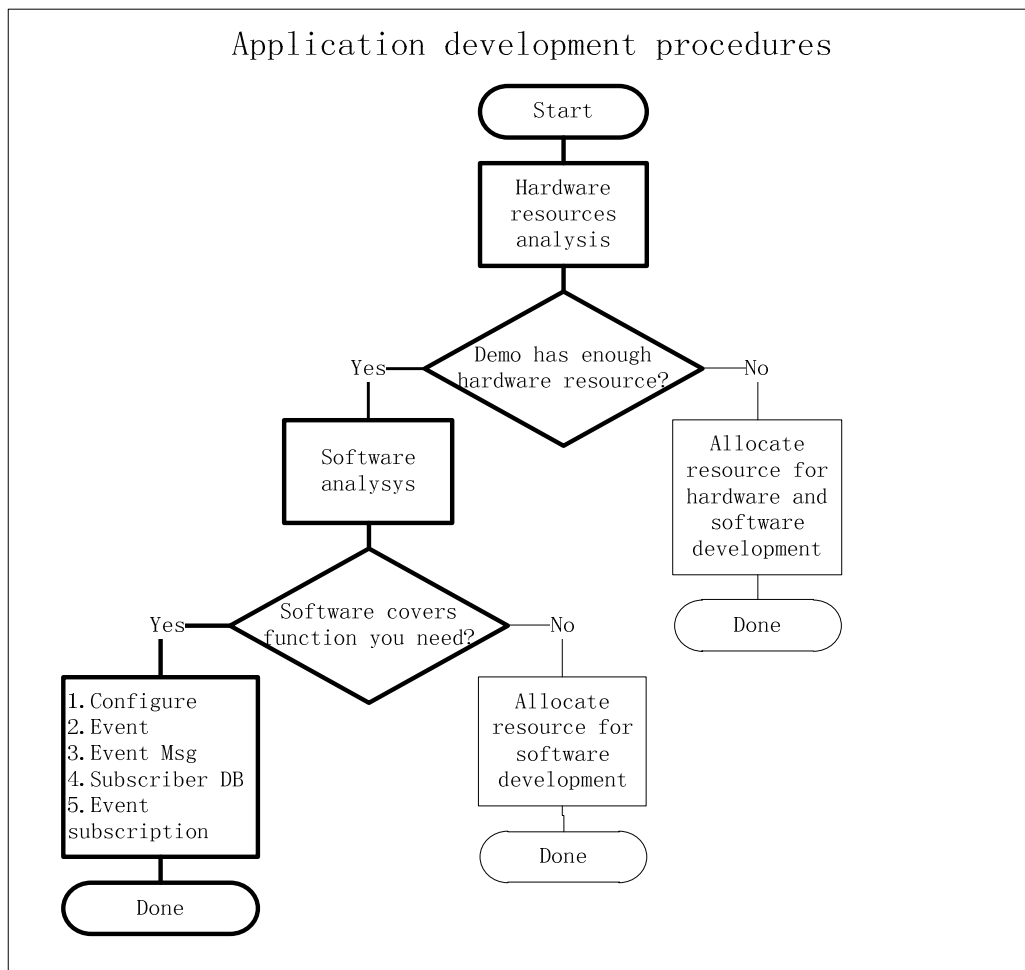 Application development procedures
Start
Hardware
resources
analysis
Demo has enough
hardware resource?
Yes
No
Software
analysys
Allocate
resource for
hardware and
software
development
Done
Software covers
function you need?
Yes
No
1.Configure
2.Event
3.Event Msg
4.Subscriber DB
5.Event
subscription
Allocate
resource for
software
development
Done
Done